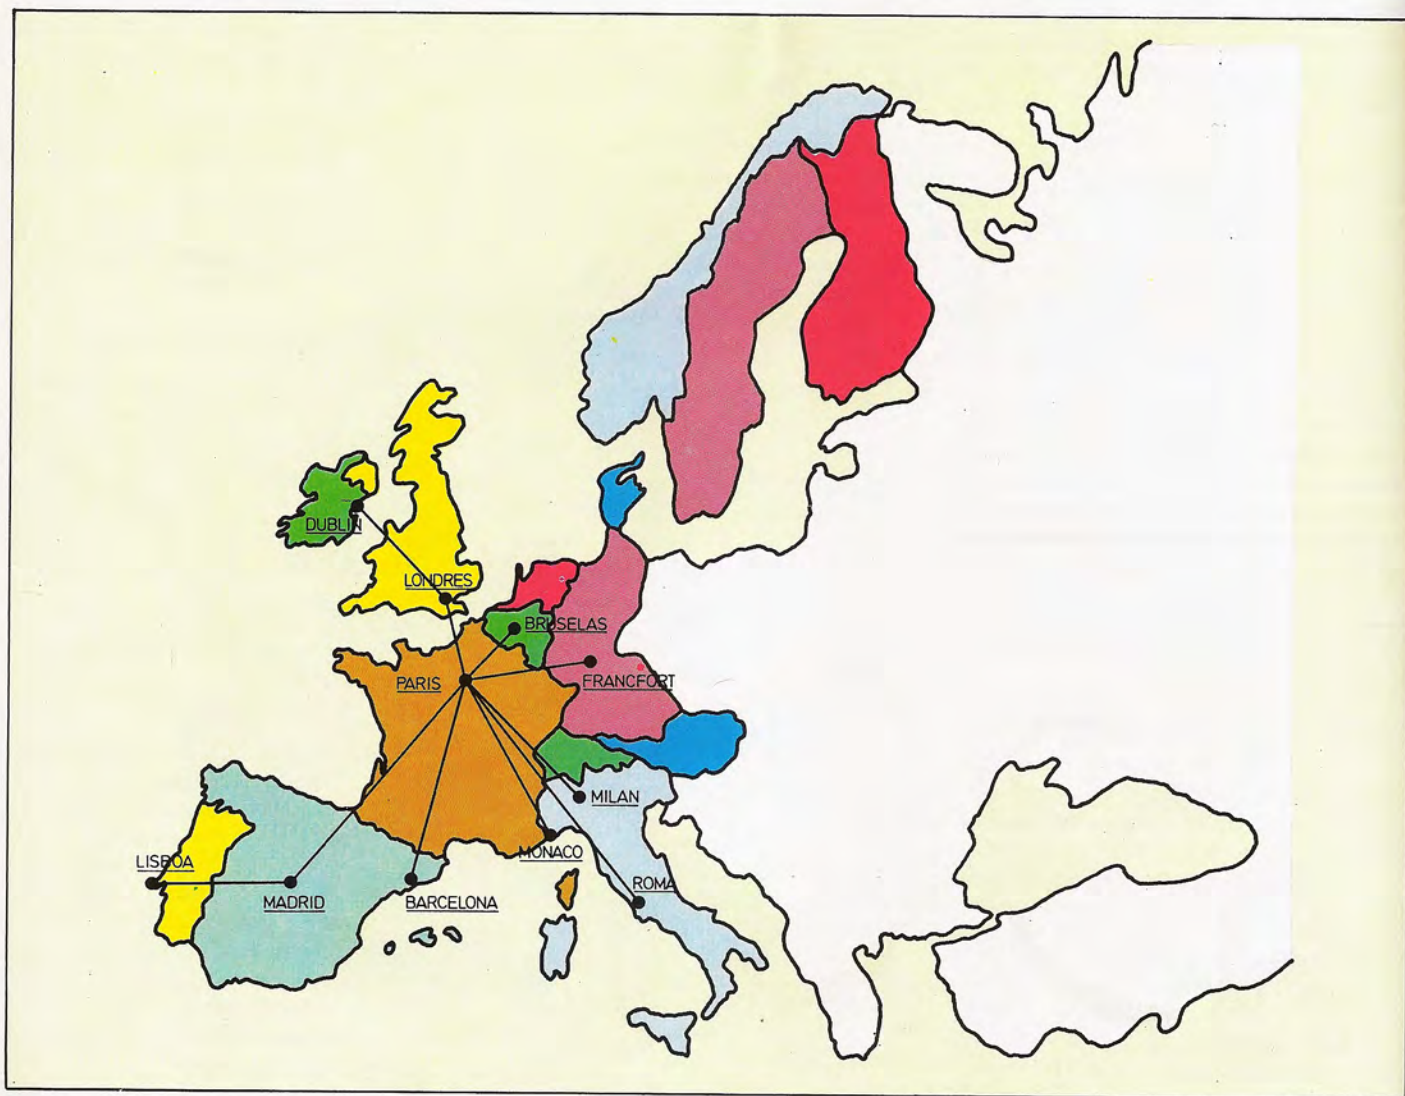 DUBLIN
LONDRES
BRUSELAS
PARIS
FRANCFORT
MILAN
MONACO
LISBOA
ROMA
MADRID
BARCELONA